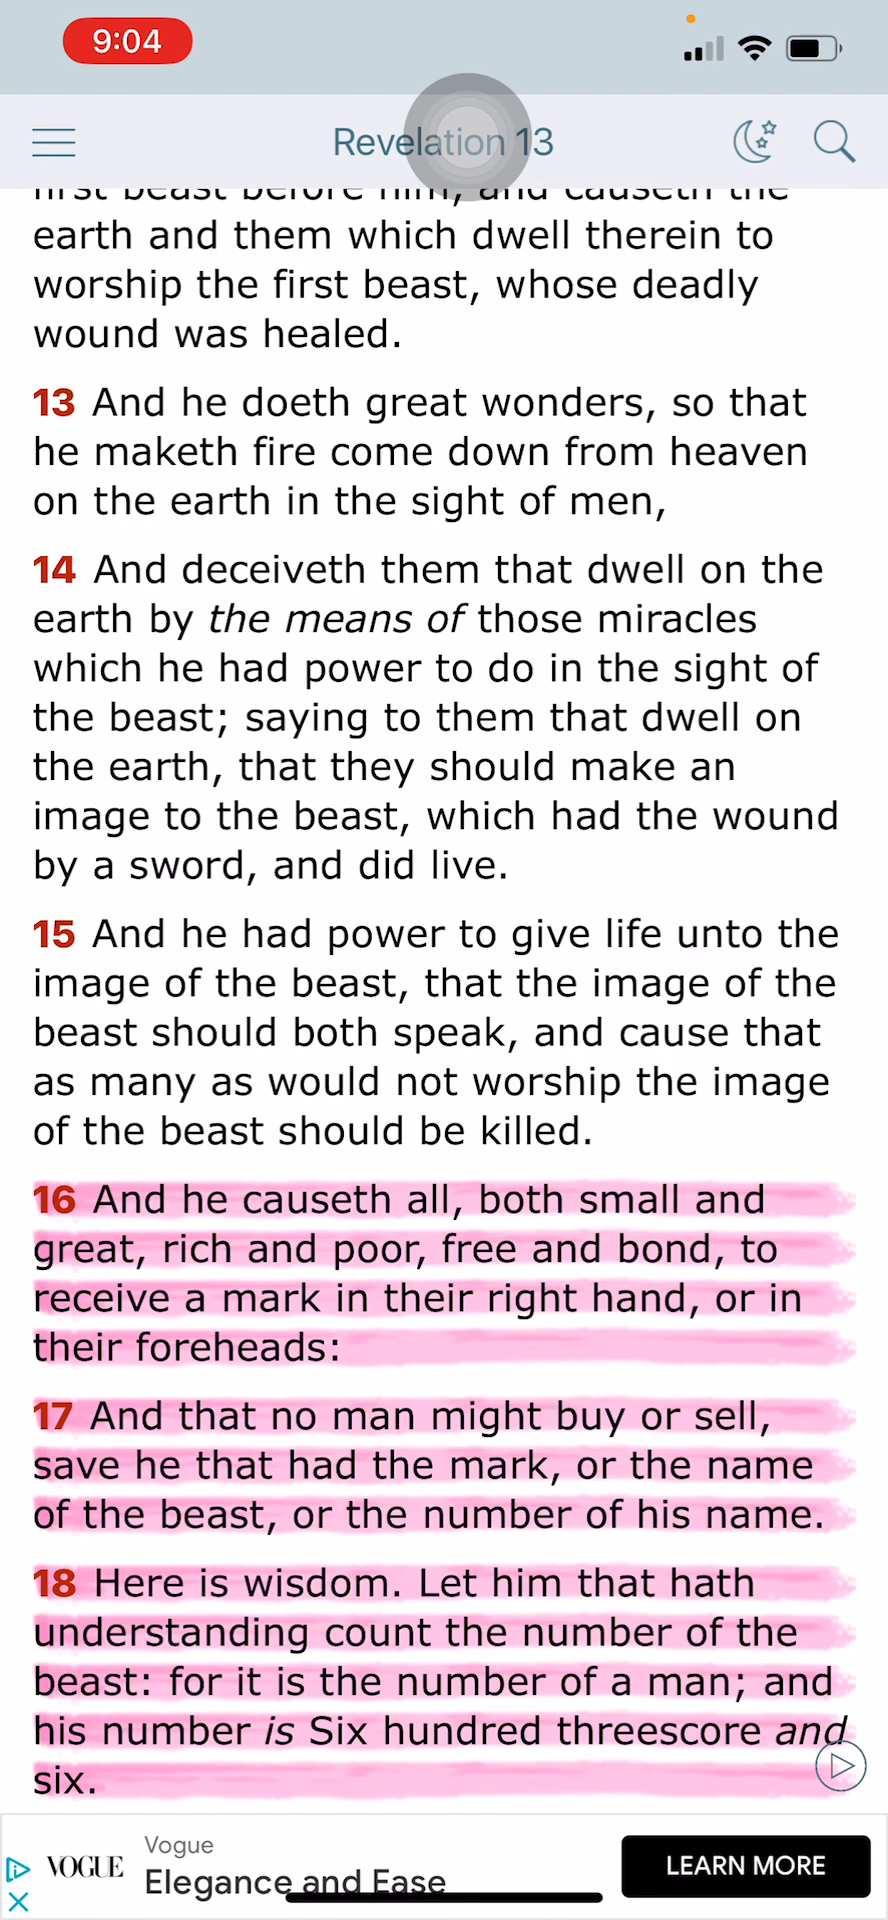 9:04
Revelation 13
first beast before him, and causeth the
earth and them which dwell therein to
worship the first beast, whose deadly
wound was healed.
13 And he doeth great wonders, so that
he maketh fire come down from heaven
on the earth in the sight of men,
14 And deceiveth them that dwell on the
earth by the means of those miracles
which he had power to do in the sight of
the beast; saying to them that dwell on
the earth, that they should make an
image to the beast, which had the wound
by a sword, and did live.
15 And he had power to give life unto the
image of the beast, that the image of the
beast should both speak, and cause that
as many as would not worship the image
of the beast should be killed.
16 And he causeth all, both small and
great, rich and poor, free and bond, to
receive a mark in their right hand, or in
their foreheads:
17 And that no man might buy or sell,
save he that had the mark, or the name
of the beast, or the number of his name.
18 Here is wisdom. Let him that hath
understanding count the number of the
beast: for it is the number of a man; and
his number is Six hundred threescore and
six.
VOGUE
Vogue
Elegance and Ease
LEARN MORE